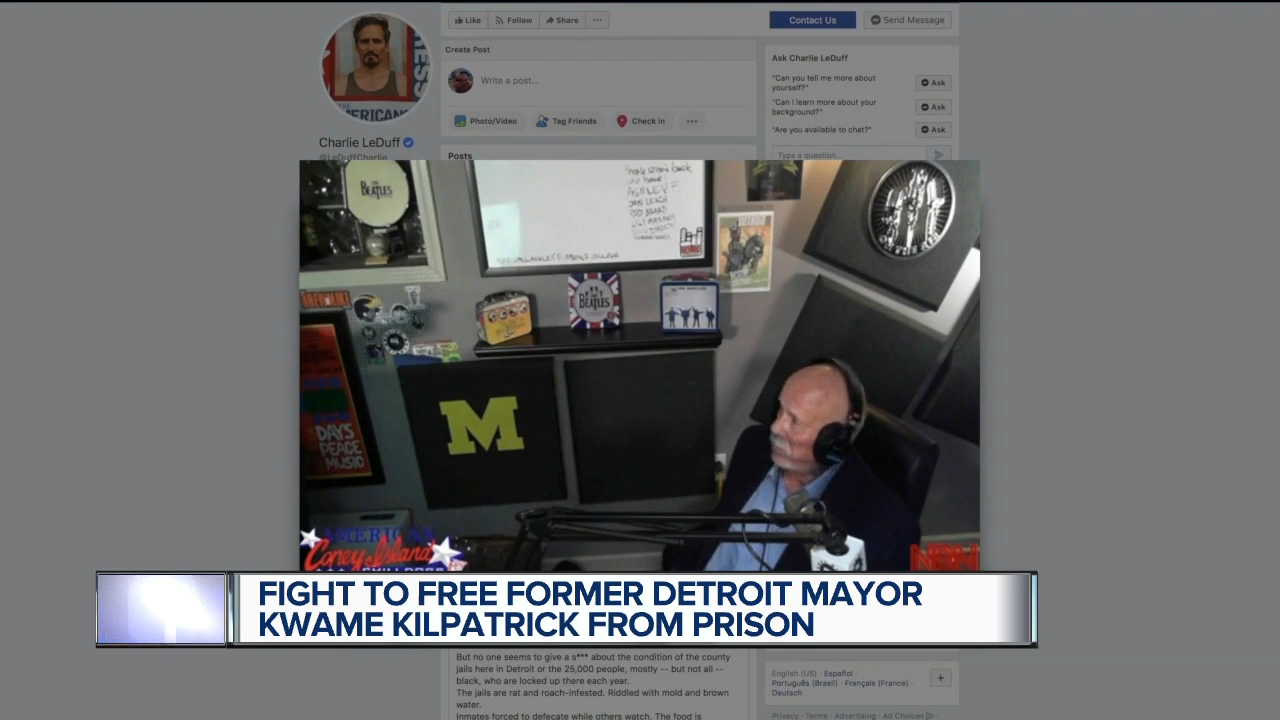 Like
Follow
Share
Contact Us
Send Message
Create Post
Write a post...
Photo/Video
Tag Friends
Check in
Posts
Charlie LeDuff
@LeDuffCharlie
Ask Charlie LeDuff
"Can you tell me more about
yourself?"
Ask
"Can I learn more about your
background?"
Ask
"Are you available to chat?"
Ask
Type a question...
THE
BEATLES
ASHLEY F
THE
BEATLES
M
DAYS
PEACE
MUSIC
AMERICAN
Coney Island
FIGHT TO FREE FORMER DETROIT MAYOR
KWAME KILPATRICK FROM PRISON
But no one seems to give a s*** about the condition of the county
jails here in Detroit or the 25,000 people, mostly -- but not all --
black, who are locked up there each year.
The jails are rat and roach-infested. Riddled with mold and brown
water.
Inmates forced to defecate while others watch. The food is
English (US) · Español ·
Português (Brasil) · Français (France) ·
Deutsch
Privacy · Terms · Advertising · Ad Choices